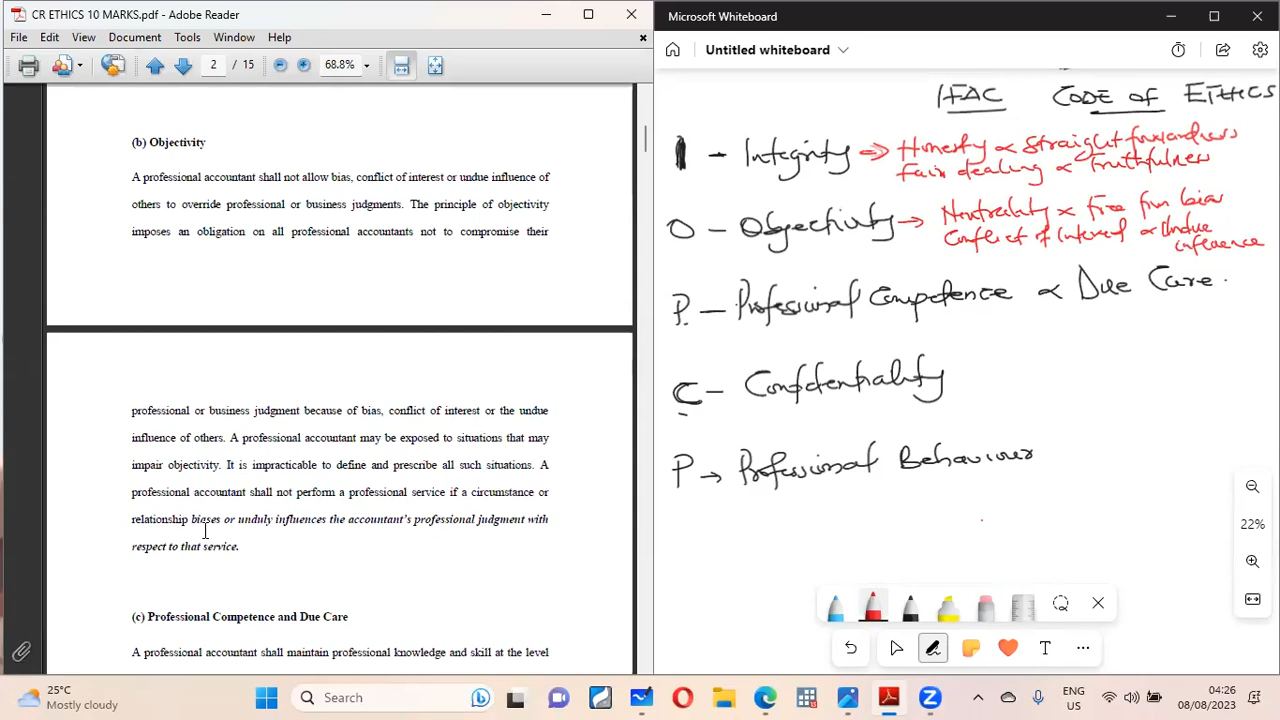 CR ETHICS 10 MARKS.pdf - Adobe Reader
File Edit View Document Tools Window Help
2 / 15 68.8%
(b) Objectivity
A professional accountant shall not allow bias, conflict of interest or undue influence of
others to override professional or business judgments. The principle of objectivity
imposes an obligation on all professional accountants not to compromise their
professional or business judgment because of bias, conflict of interest or the undue
influence of others. A professional accountant may be exposed to situations that may
impair objectivity. It is impracticable to define and prescribe all such situations. A
professional accountant shall not perform a professional service if a circumstance or
relationship biases or unduly influences the accountant's professional judgment with
respect to that service.
(c) Professional Competence and Due Care
A professional accountant shall maintain professional knowledge and skill at the level
Microsoft Whiteboard
Untitled whiteboard
IFAC CODE OF ETHICS
I - Integrity → Honesty & Straight forwardness
Fair dealing & Truthfulness
O - Objectivity → Neutrality & Free from bias
Conflict of interest & Undue
influence
P - Professional Competence & Due Care.
C - Confidentiality
P → Professional Behaviour
22%
25°C
Mostly cloudy
Search
ENG
US
04:26
08/08/2023